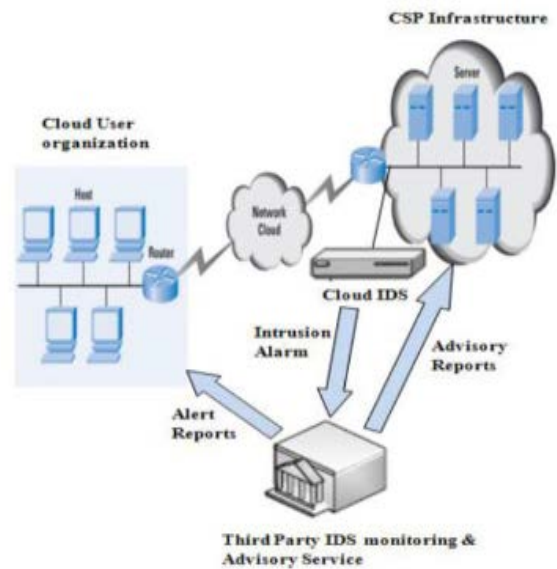 CSP Infrastructure
Server
Cloud User
organization
Host
Router
Network
Cloud
Cloud IDS
Intrusion
Alarm
Advisory
Reports
Alert
Reports
Third Party IDS monitoring &
Advisory Service